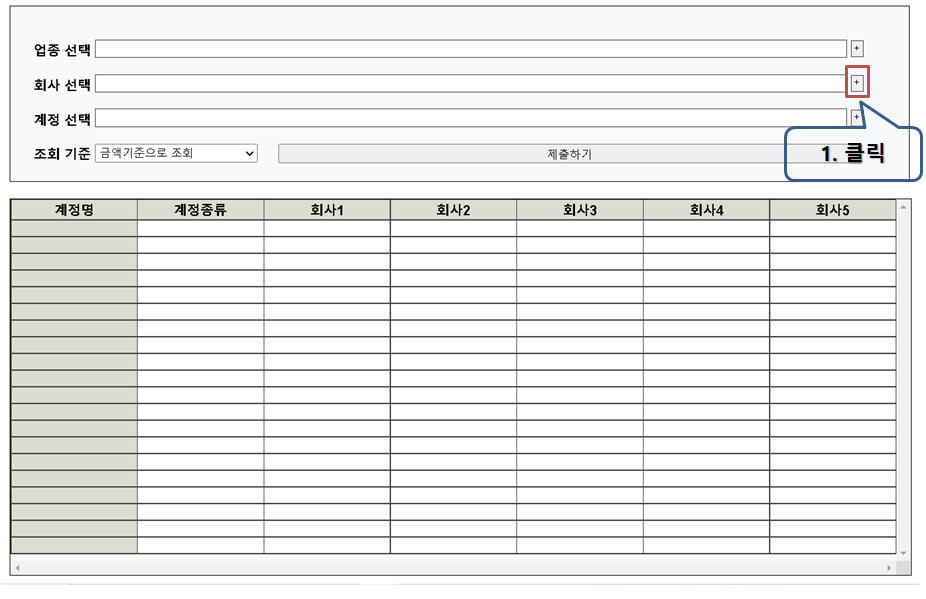 업종 선택 +
회사 선택 +
계정 선택 +
조회 기준 금액기준으로 조회 제출하기
1. 클릭
계정명 계정종류 회사1 회사2 회사3 회사4 회사5